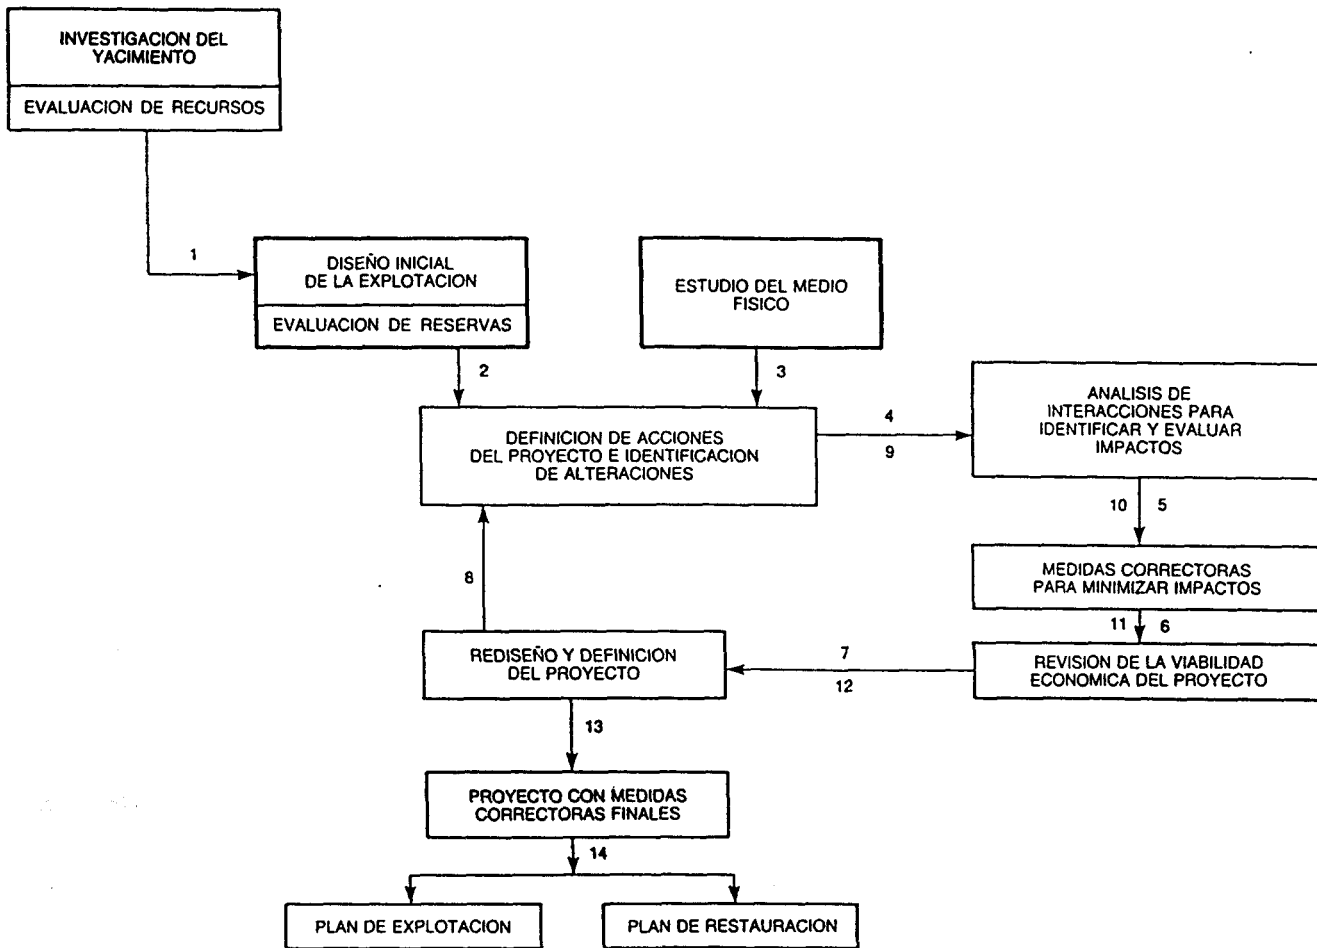 INVESTIGACION DEL
YACIMIENTO
EVALUACION DE RECURSOS
1
DISEÑO INICIAL
DE LA EXPLOTACION
EVALUACION DE RESERVAS
ESTUDIO DEL MEDIO
FISICO
2
3
DEFINICION DE ACCIONES
DEL PROYECTO E IDENTIFICACION
DE ALTERACIONES
4
9
ANALISIS DE
INTERACCIONES PARA
IDENTIFICAR Y EVALUAR
IMPACTOS
10 5
MEDIDAS CORRECTORAS
PARA MINIMIZAR IMPACTOS
11 6
REVISION DE LA VIABILIDAD
ECONOMICA DEL PROYECTO
7
12
8
REDISEÑO Y DEFINICION
DEL PROYECTO
13
PROYECTO CON MEDIDAS
CORRECTORAS FINALES
14
PLAN DE EXPLOTACION
PLAN DE RESTAURACION